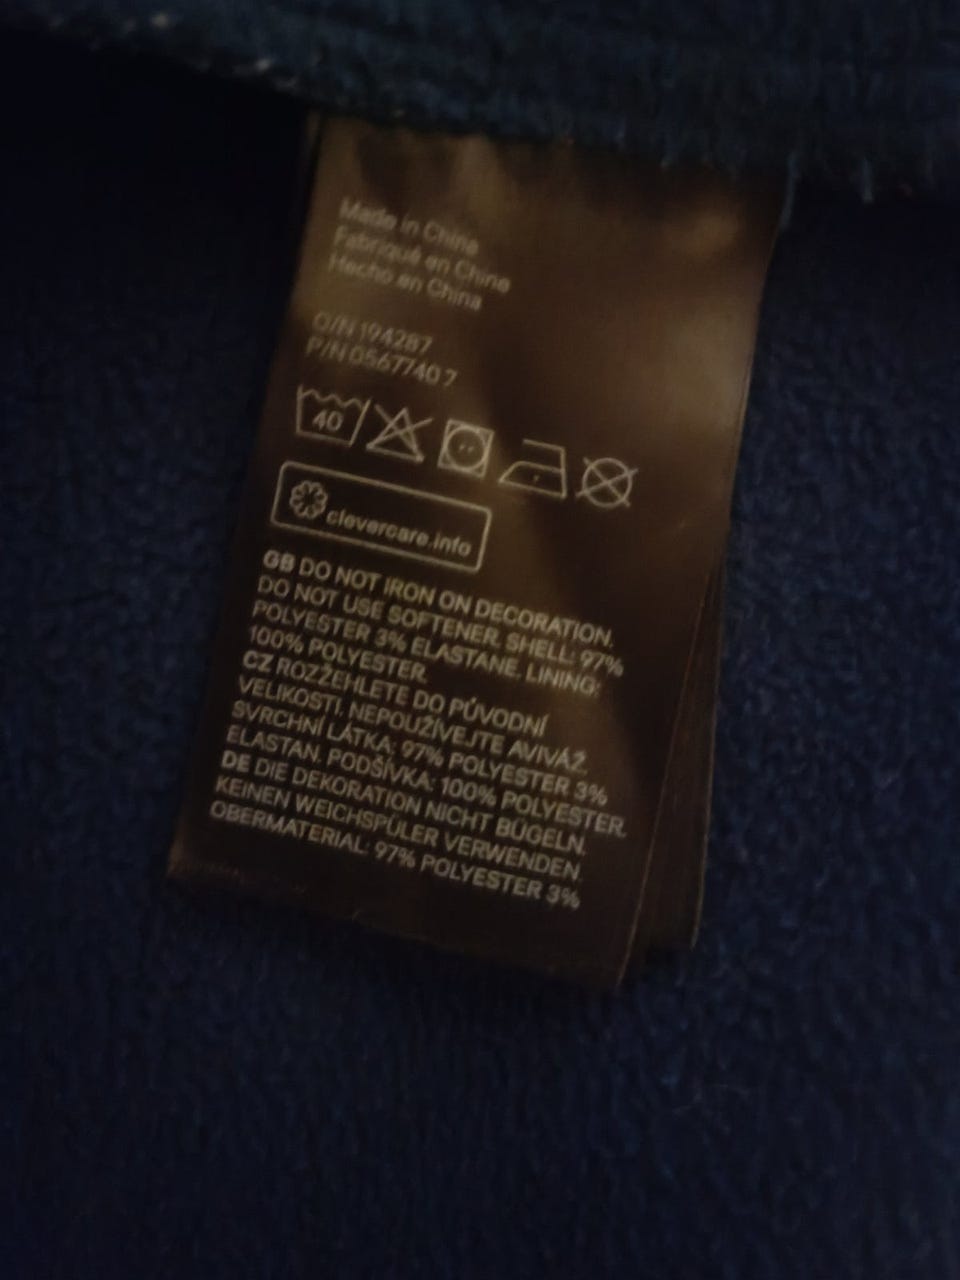 Made in China
Fabriqué en Chine
Hecho en China
O/N 194287
P/N 0567740 7
40
clevercare.info
GB DO NOT IRON ON DECORATION.
DO NOT USE SOFTENER. SHELL: 97%
POLYESTER 3% ELASTANE. LINING:
100% POLYESTER.
CZ ROZŽEHLETE DO PŮVODNÍ
VELIKOSTI. NEPOUŽÍVEJTE AVIVÁŽ.
SVRCHNÍ LÁTKA: 97% POLYESTER 3%
ELASTAN. PODŠÍVKA: 100% POLYESTER.
DE DIE DEKORATION NICHT BÜGELN.
KEINEN WEICHSPÜLER VERWENDEN.
OBERMATERIAL: 97% POLYESTER 3%